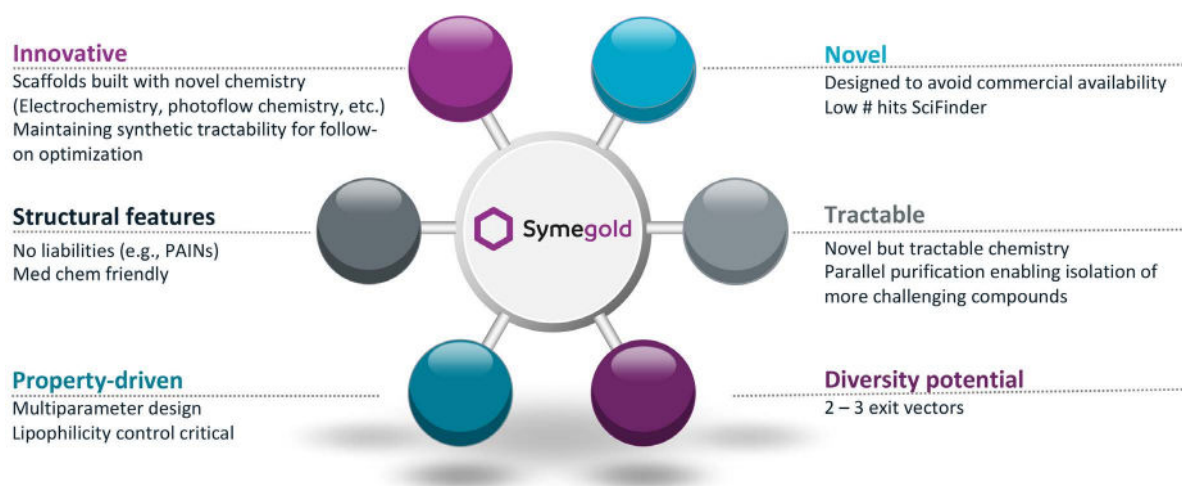 Innovative
Scaffolds built with novel chemistry
(Electrochemistry, photoflow chemistry, etc.)
Maintaining synthetic tractability for follow-
on optimization
Structural features
No liabilities (e.g., PAINs)
Med chem friendly
Property-driven
Multiparameter design
Lipophilicity control critical
Symegold
Novel
Designed to avoid commercial availability
Low # hits SciFinder
Tractable
Novel but tractable chemistry
Parallel purification enabling isolation of
more challenging compounds
Diversity potential
2 – 3 exit vectors